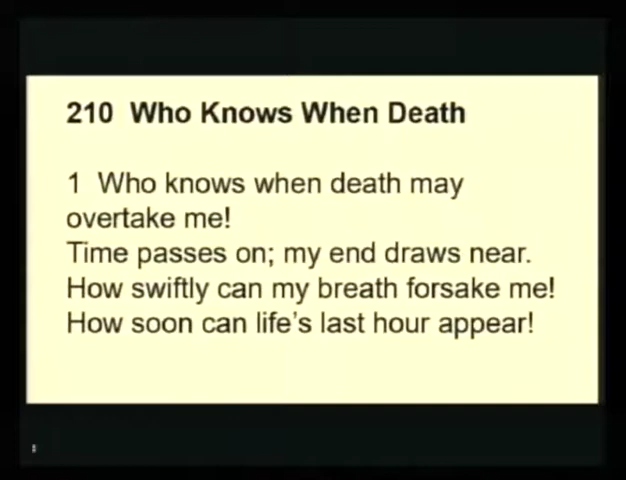 210 Who Knows When Death
1 Who knows when death may
overtake me!
Time passes on; my end draws near.
How swiftly can my breath forsake me!
How soon can life's last hour appear!